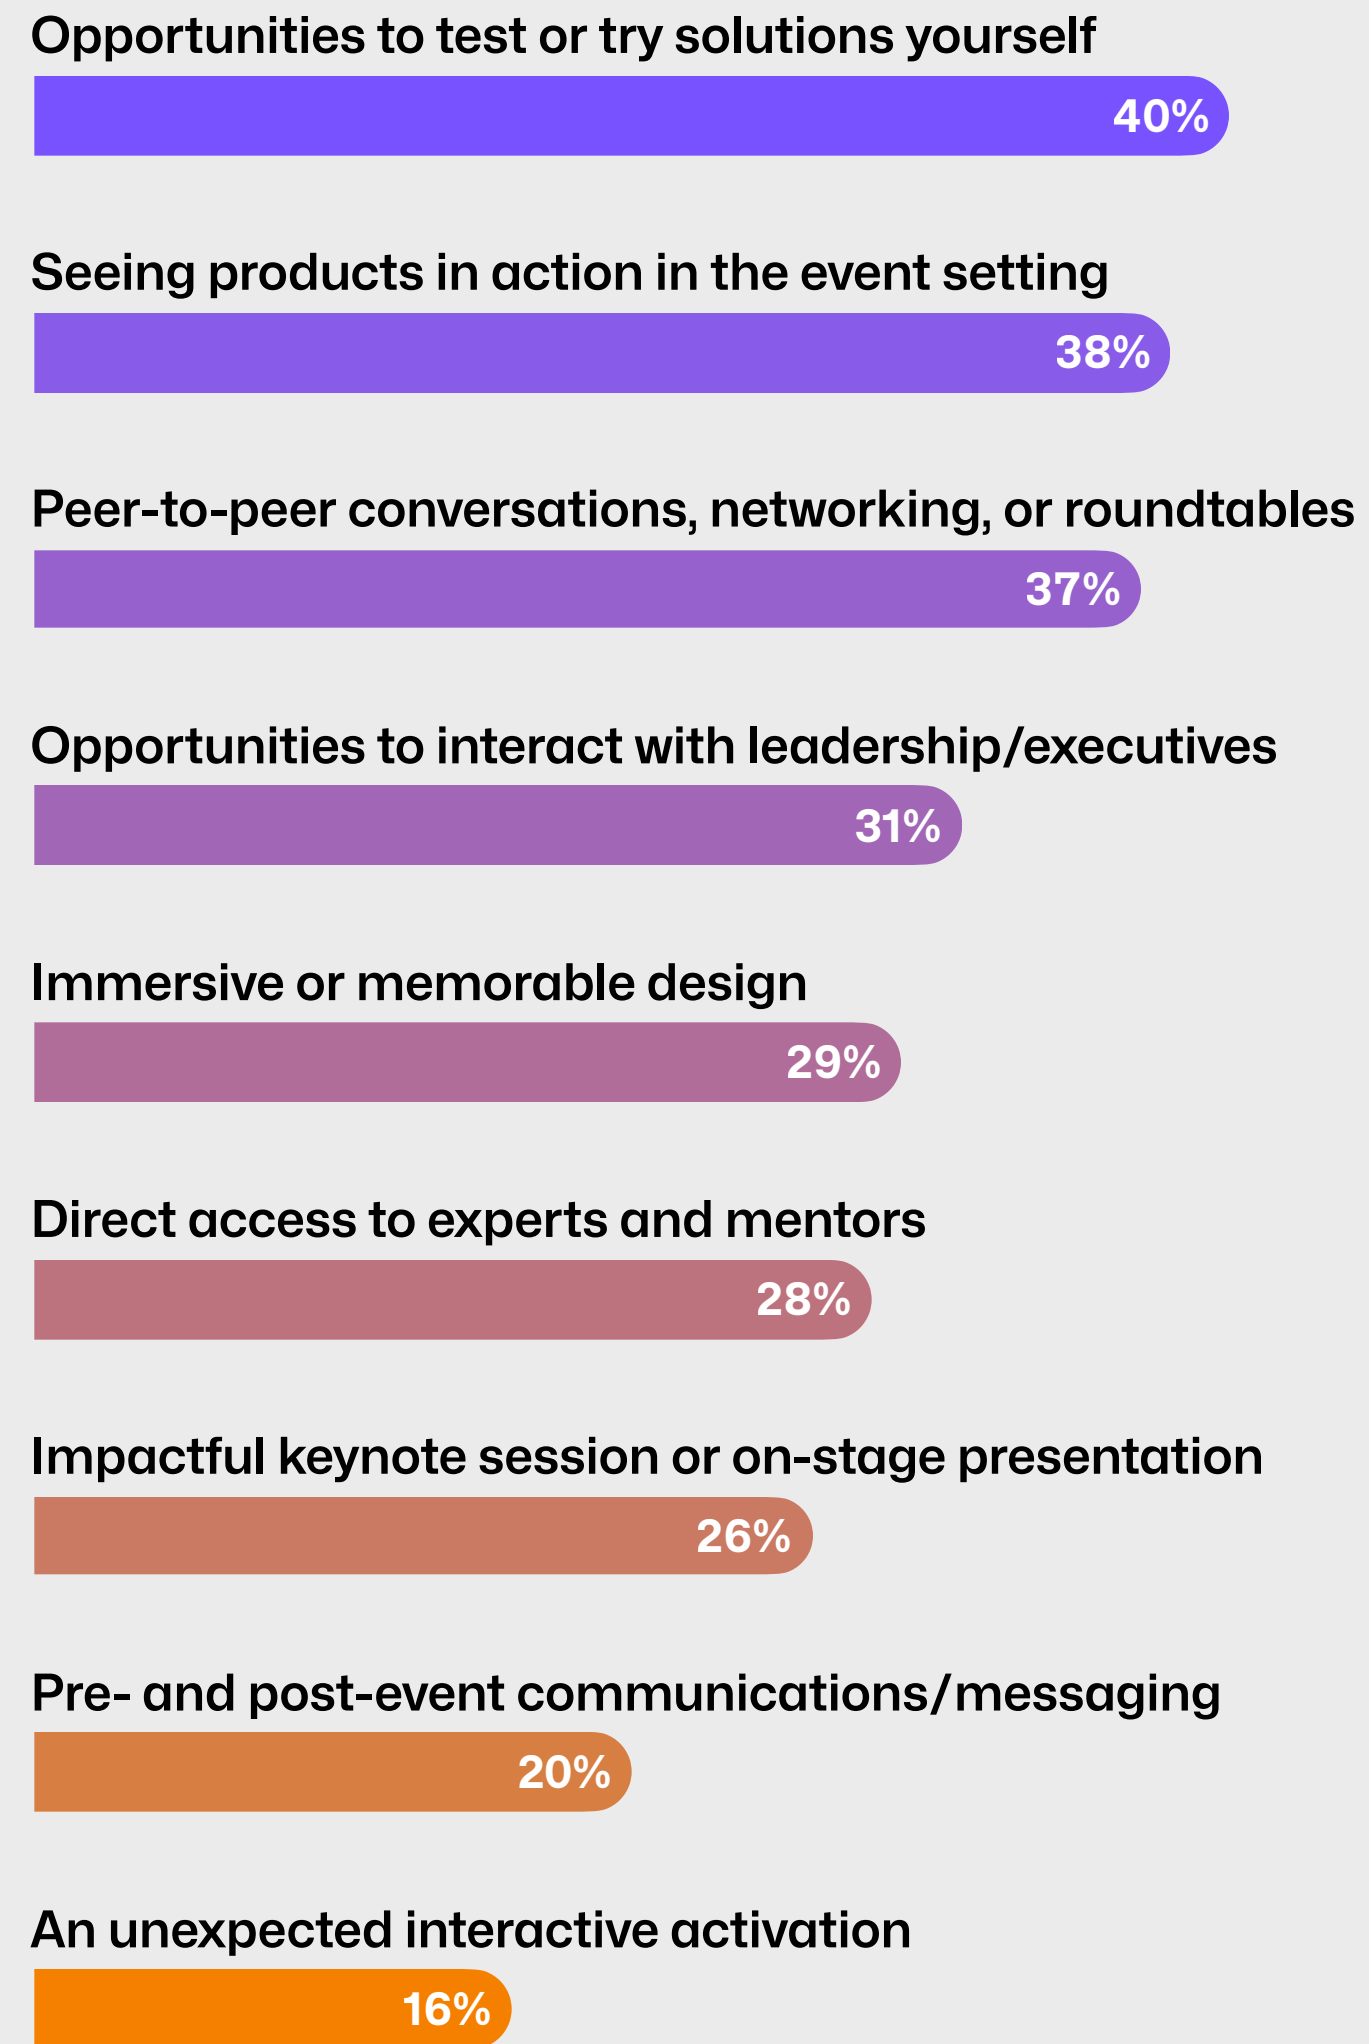 Opportunities to test or try solutions yourself
40%
Seeing products in action in the event setting
38%
Peer-to-peer conversations, networking, or roundtables
37%
Opportunities to interact with leadership/executives
31%
Immersive or memorable design
29%
Direct access to experts and mentors
28%
Impactful keynote session or on-stage presentation
26%
Pre- and post-event communications/messaging
20%
An unexpected interactive activation
16%